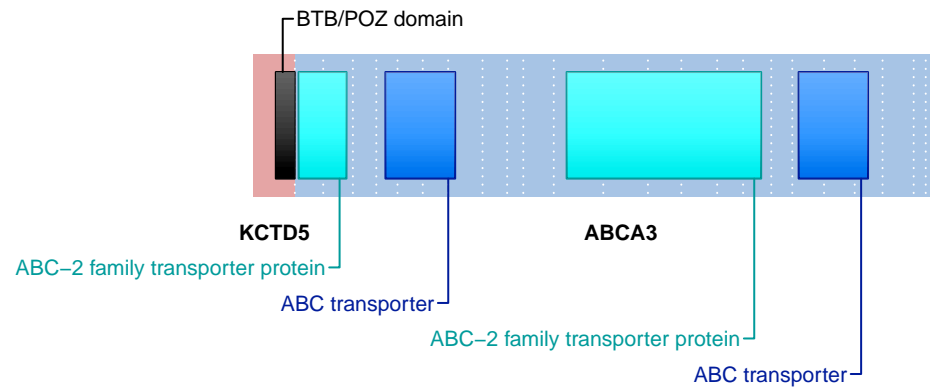 BTB/POZ domain
KCTD5
ABCA3
ABC−2 family transporter protein
ABC transporter
ABC−2 family transporter protein
ABC transporter